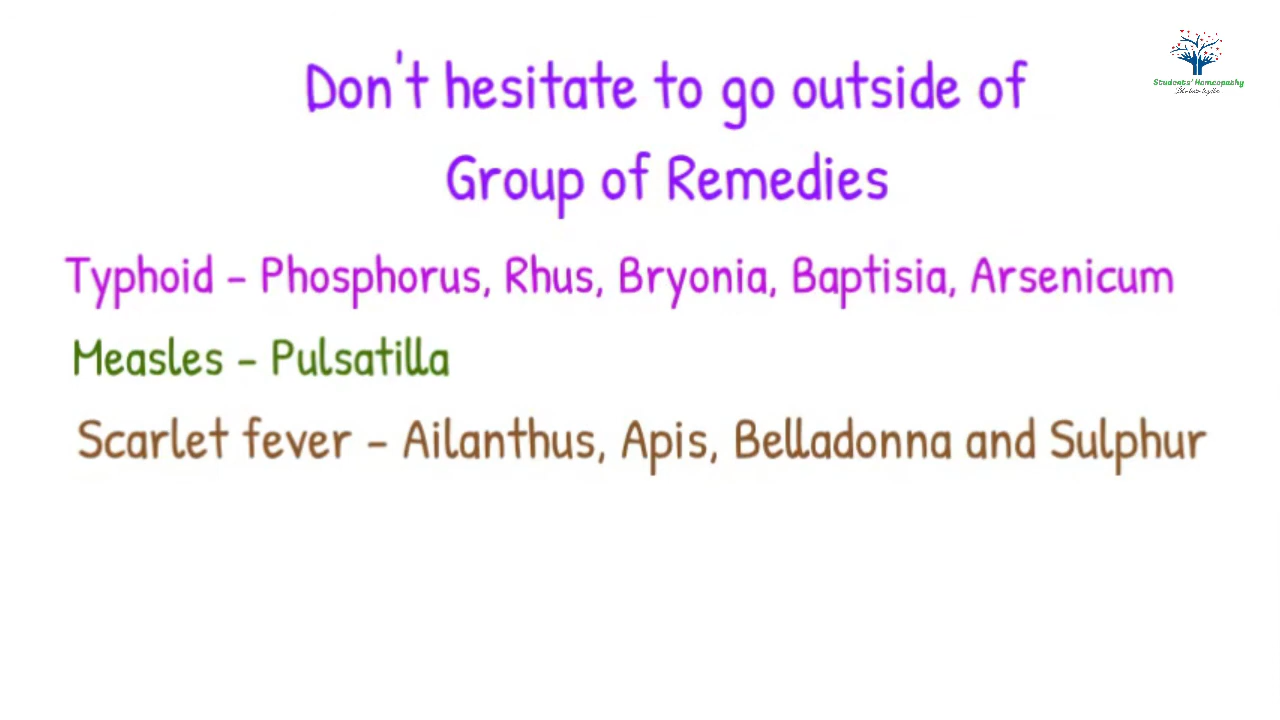 Don't hesitate to go outside of
Group of Remedies
Typhoid – Phosphorus, Rhus, Bryonia, Baptisia, Arsenicum
Measles – Pulsatilla
Scarlet fever – Ailanthus, Apis, Belladonna and Sulphur
Students' Homeopathy